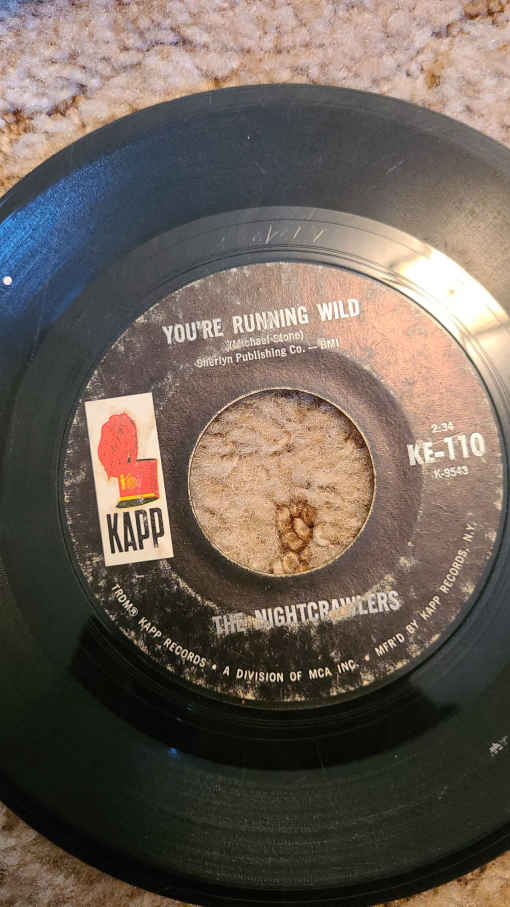 YOU'RE RUNNING WILD
(Michael-Stone)
Sherlyn Publishing Co. — BMI
2:34
KE-110
K-9543
KAPP
THE NIGHTCRAWLERS
TRDM® KAPP RECORDS • A DIVISION OF MCA INC. • MFR'D BY KAPP RECORDS, N.Y.